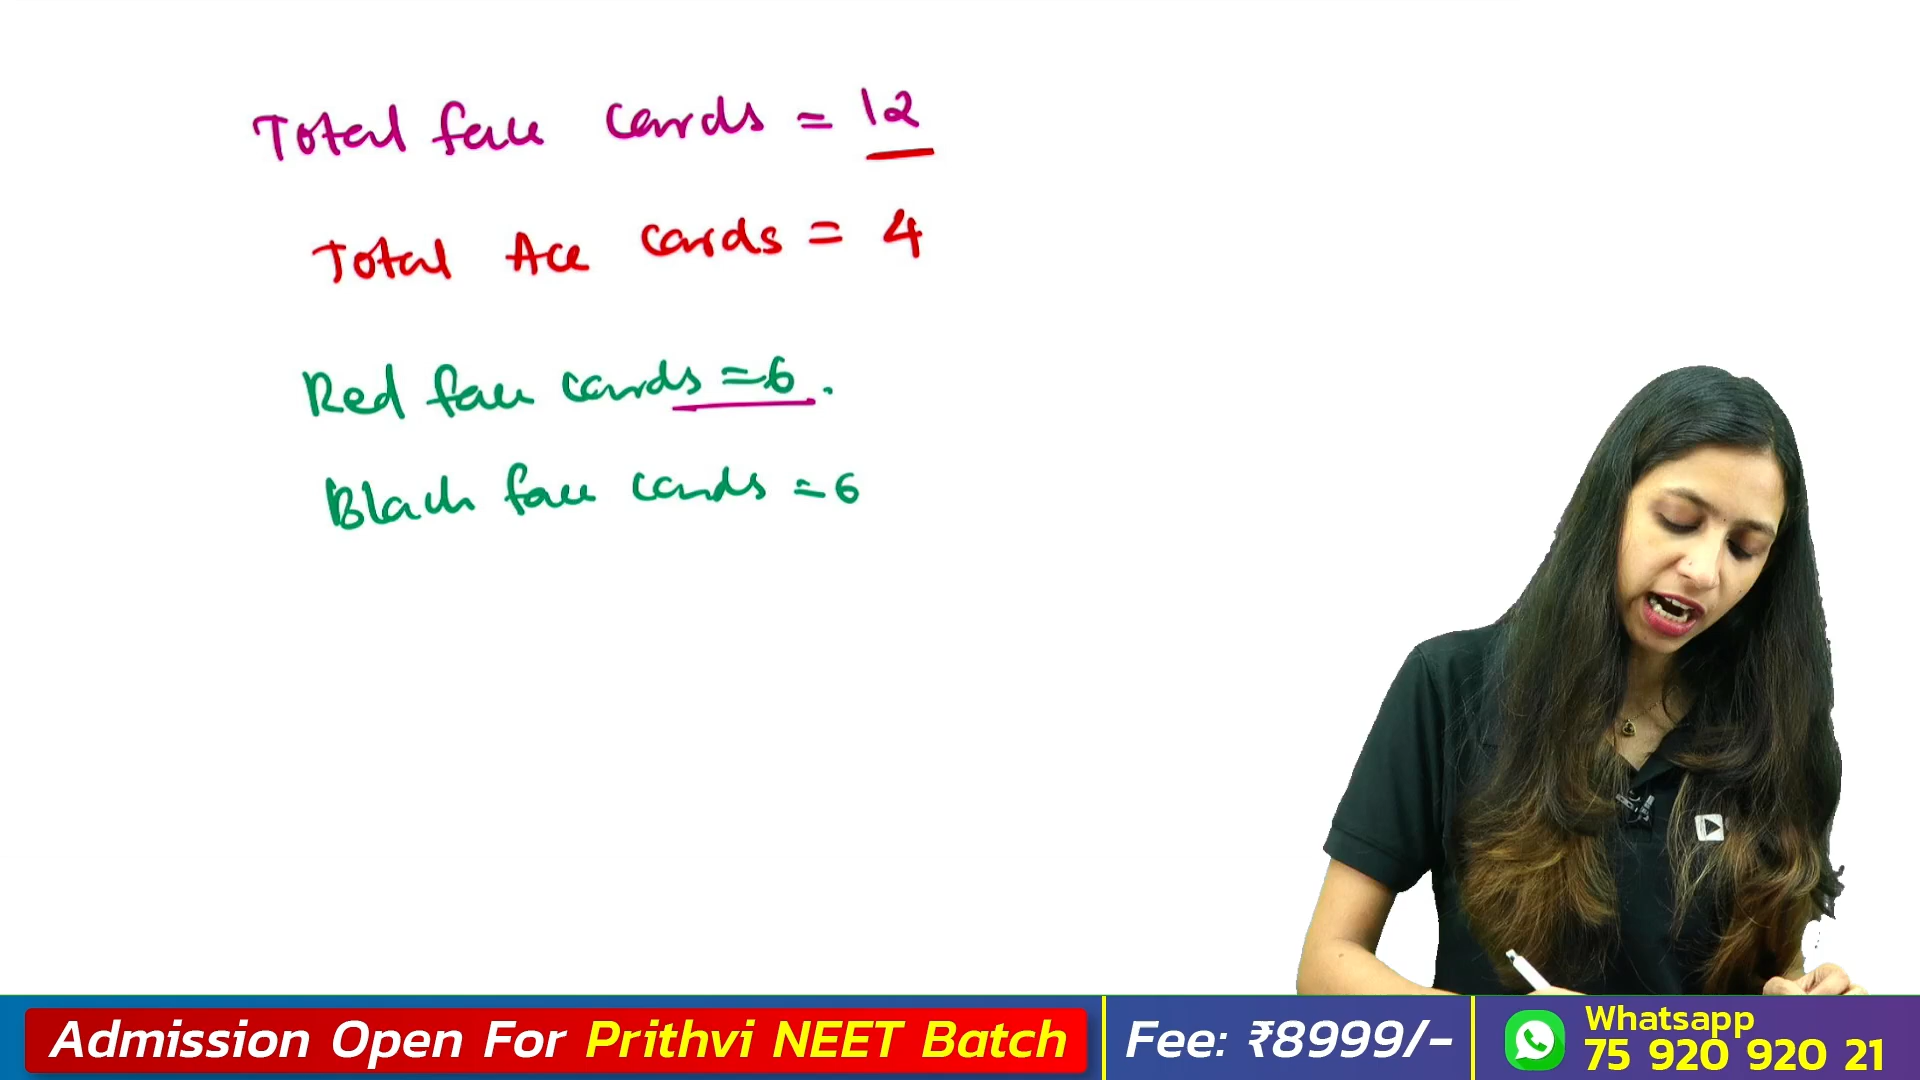 Total face cards = 12
Total Ace cards = 4
Red face cards = 6.
Black face cards = 6
Admission Open For Prithvi NEET Batch
Fee: ₹8999/-
Whatsapp
75 920 920 21